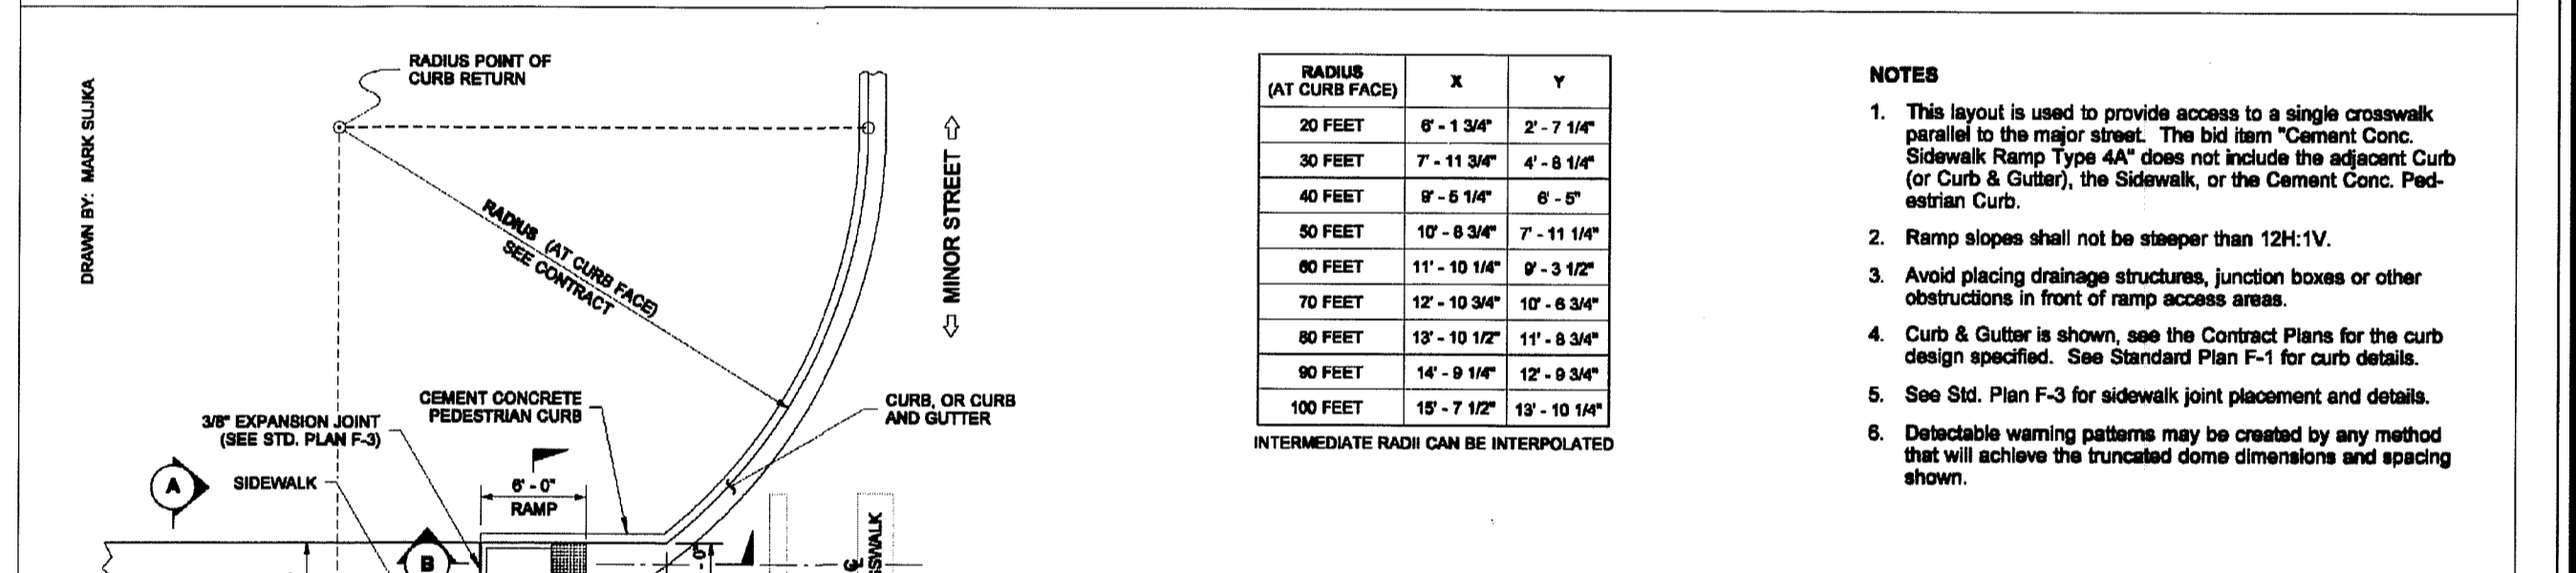 DRAWN BY: MARK SUJKA
RADIUS POINT OF
CURB RETURN
RADIUS (AT CURB FACE)
SEE CONTRACT
MINOR STREET
CEMENT CONCRETE
PEDESTRIAN CURB
CURB, OR CURB
AND GUTTER
3/8" EXPANSION JOINT
(SEE STD. PLAN F-3)
A
SIDEWALK
6' - 0"
RAMP
B
RADIUS
(AT CURB FACE) X Y
20 FEET 6' - 1 3/4" 2' - 7 1/4"
30 FEET 7' - 11 3/4" 4' - 8 1/4"
40 FEET 9' - 5 1/4" 6' - 5"
50 FEET 10' - 8 3/4" 7' - 11 1/4"
60 FEET 11' - 10 1/4" 9' - 3 1/2"
70 FEET 12' - 10 3/4" 10' - 6 3/4"
80 FEET 13' - 10 1/2" 11' - 8 3/4"
90 FEET 14' - 9 1/4" 12' - 9 3/4"
100 FEET 15' - 7 1/2" 13' - 10 1/4"
INTERMEDIATE RADII CAN BE INTERPOLATED
NOTES
1. This layout is used to provide access to a single crosswalk
parallel to the major street. The bid item "Cement Conc.
Sidewalk Ramp Type 4A" does not include the adjacent Curb
(or Curb & Gutter), the Sidewalk, or the Cement Conc. Ped-
estrian Curb.
2. Ramp slopes shall not be steeper than 12H:1V.
3. Avoid placing drainage structures, junction boxes or other
obstructions in front of ramp access areas.
4. Curb & Gutter is shown, see the Contract Plans for the curb
design specified. See Standard Plan F-1 for curb details.
5. See Std. Plan F-3 for sidewalk joint placement and details.
6. Detectable warning patterns may be created by any method
that will achieve the truncated dome dimensions and spacing
shown.